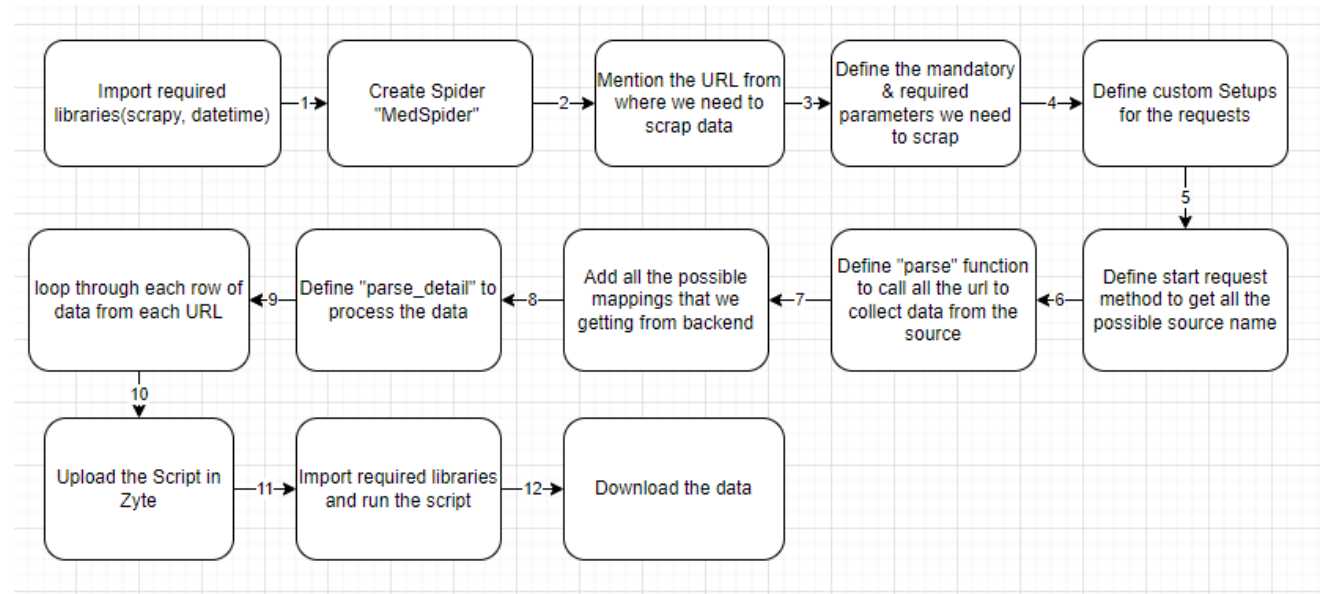 Import required
libraries(scrapy, datetime)
1
Create Spider
"MedSpider"
2
Mention the URL from
where we need to
scrap data
3
Define the mandatory
& required
parameters we need
to scrap
4
Define custom Setups
for the requests
5
Define start request
method to get all the
possible source name
6
Define "parse" function
to call all the url to
collect data from the
source
7
Add all the possible
mappings that we
getting from backend
8
Define "parse_detail" to
process the data
9
loop through each row of
data from each URL
10
Upload the Script in
Zyte
11
Import required libraries
and run the script
12
Download the data